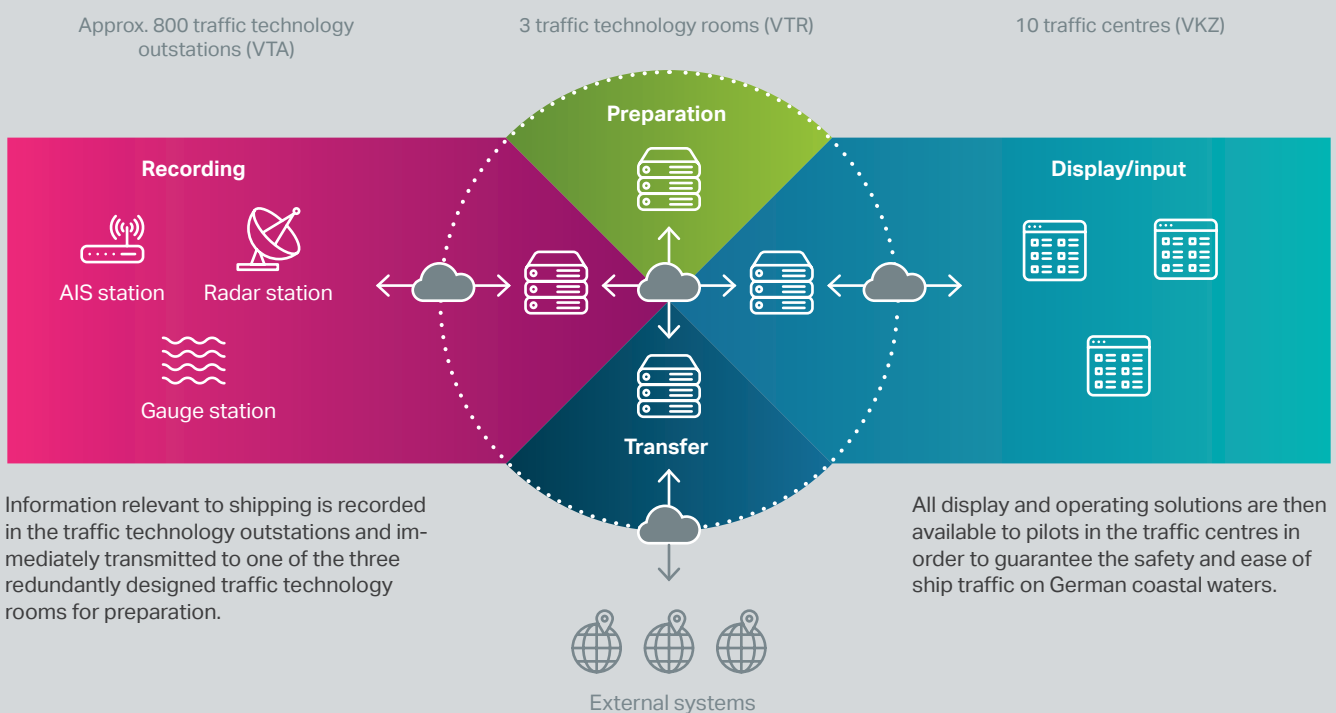 Approx. 800 traffic technology
outstations (VTA)
3 traffic technology rooms (VTR)
10 traffic centres (VKZ)
Preparation
Recording
Display/input
AIS station
Radar station
Gauge station
Transfer
Information relevant to shipping is recorded
in the traffic technology outstations and im-
mediately transmitted to one of the three
redundantly designed traffic technology
rooms for preparation.
All display and operating solutions are then
available to pilots in the traffic centres in
order to guarantee the safety and ease of
ship traffic on German coastal waters.
External systems